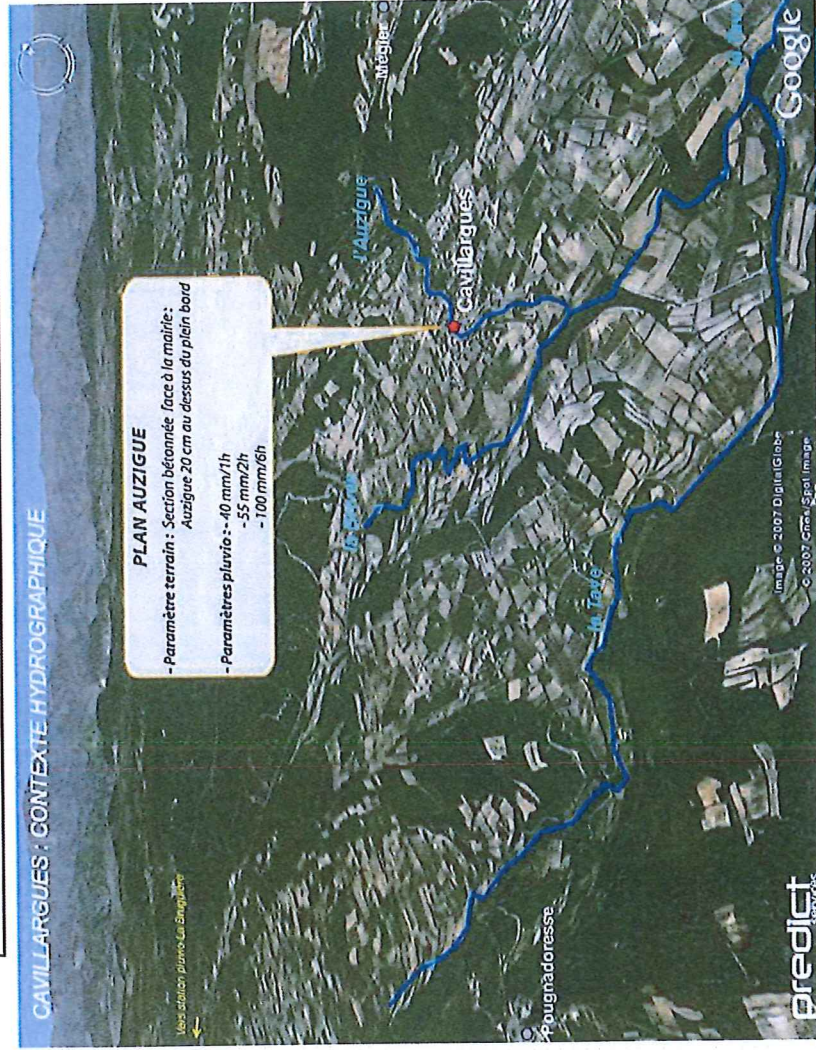 CAVILLARGUES : CONTEXTE HYDROGRAPHIQUE
Vers station pluvio La Bruguière
PLAN AUZIGUE
- Paramètre terrain : Section bétonnée face à la mairie :
Auzigue 20 cm au dessus du plein bord
- Paramètres pluvio : - 40 mm/1h
- 55 mm/2h
- 100 mm/6h
l'Auzigue
Mégier
Cavillargues
la Tave
Pougnadoresse
Image © 2007 DigitalGlobe
© 2007 Cnes/Spot Image
Google
predict
services